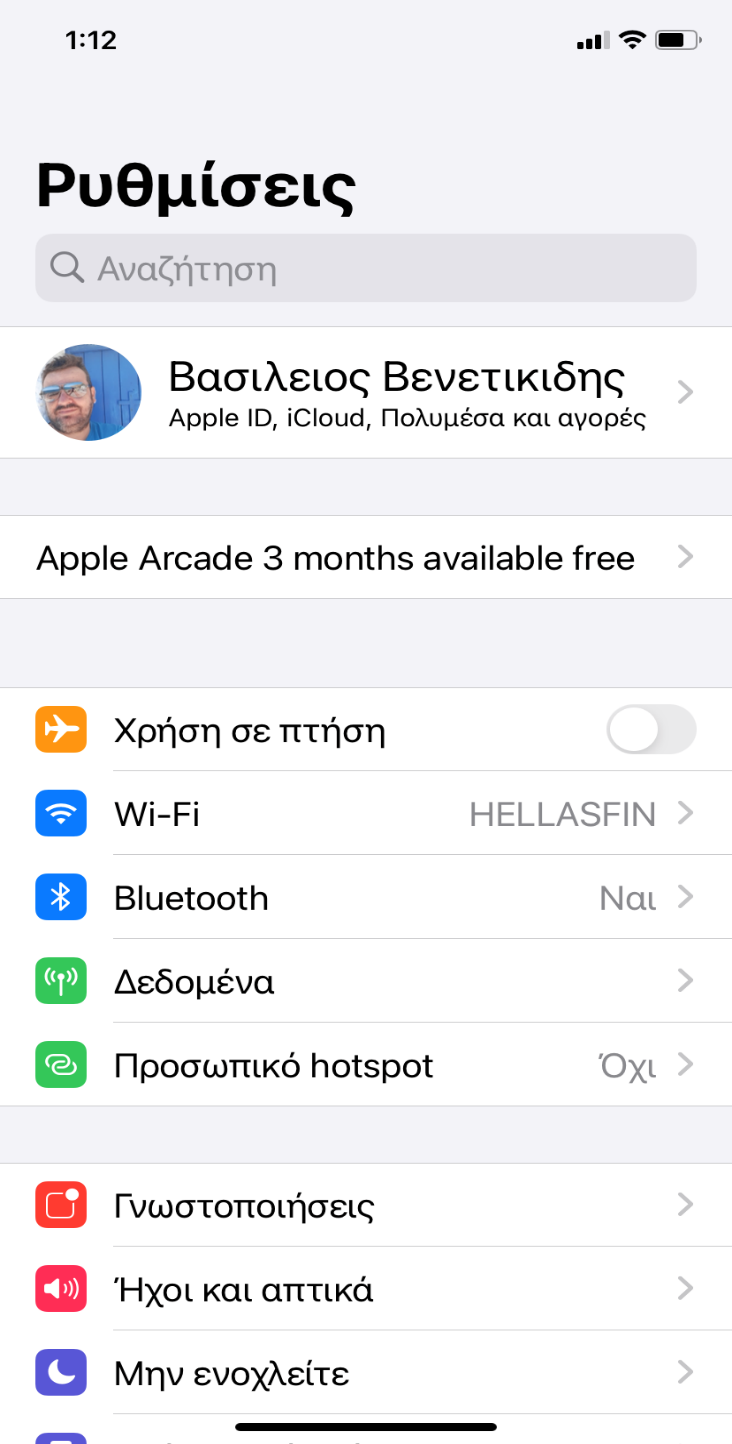 1:12
Ρυθμίσεις
Αναζήτηση
Βασιλειος Βενετικιδης
Apple ID, iCloud, Πολυμέσα και αγορές
Apple Arcade 3 months available free
Χρήση σε πτήση
Wi-Fi HELLASFIN
Bluetooth Ναι
Δεδομένα
Προσωπικό hotspot Όχι
Γνωστοποιήσεις
Ήχοι και απτικά
Μην ενοχλείτε